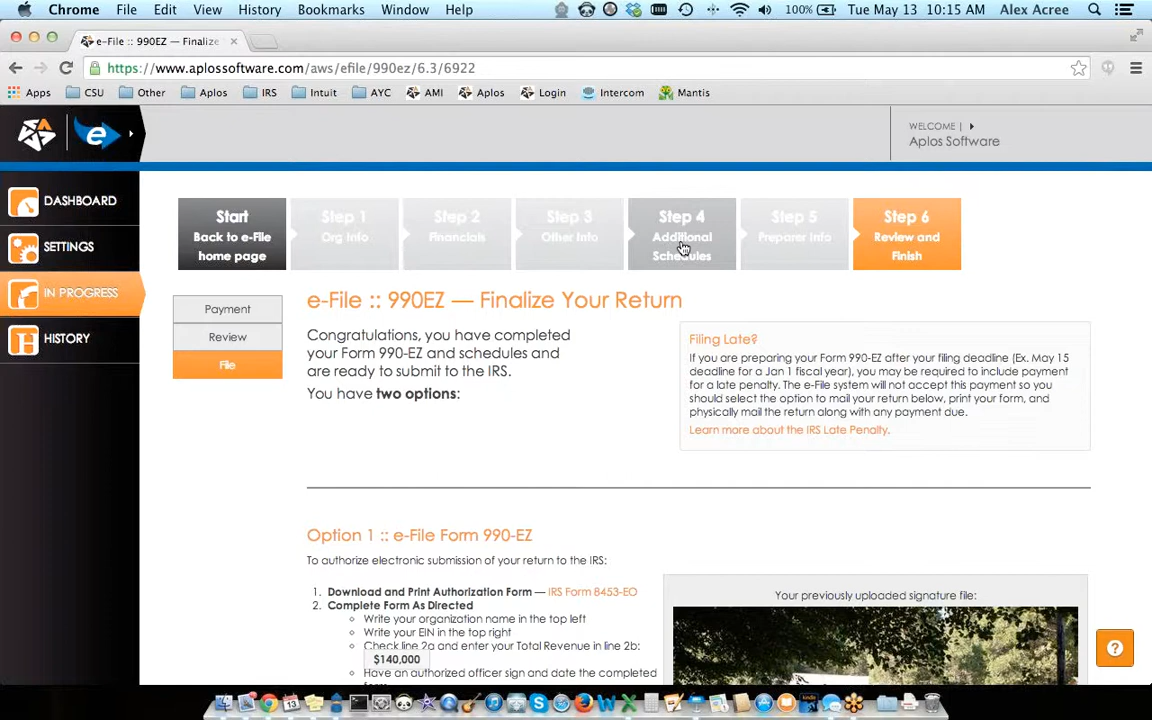 Chrome File Edit View History Bookmarks Window Help 100% Tue May 13 10:15 AM Alex Acree
e-File :: 990EZ — Finalize
https://www.aplossoftware.com/aws/efile/990ez/6.3/6922
Apps CSU Other Aplos IRS Intuit AYC AMI Aplos Login Intercom Mantis
e
WELCOME |
Aplos Software
DASHBOARD
SETTINGS
IN PROGRESS
HISTORY
Start
Back to e-File
home page
Step 1
Org Info
Step 2
Financials
Step 3
Other Info
Step 4
Additional
Schedules
Step 5
Preparer Info
Step 6
Review and
Finish
Payment
Review
File
e-File :: 990EZ — Finalize Your Return
Congratulations, you have completed
your Form 990-EZ and schedules and
are ready to submit to the IRS.
You have two options:
Filing Late?
If you are preparing your Form 990-EZ after your filing deadline (Ex. May 15
deadline for a Jan 1 fiscal year), you may be required to include payment
for a late penalty. The e-File system will not accept this payment so you
should select the option to mail your return below, print your form, and
physically mail the return along with any payment due.
Learn more about the IRS Late Penalty.
Option 1 :: e-File Form 990-EZ
To authorize electronic submission of your return to the IRS:
1. Download and Print Authorization Form — IRS Form 8453-EO
2. Complete Form As Directed
Write your organization name in the top left
Write your EIN in the top right
Check line 2a and enter your Total Revenue in line 2b:
$140,000
Have an authorized officer sign and date the completed
Your previously uploaded signature file:
?